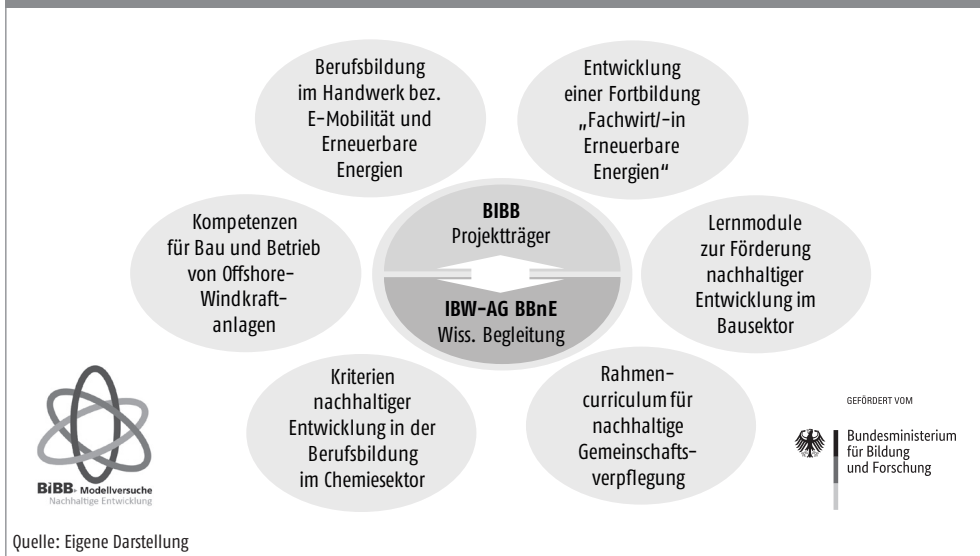 Berufsbildung
im Handwerk bez.
E-Mobilität und
Erneuerbare
Energien
Entwicklung
einer Fortbildung
„Fachwirt/-in
Erneuerbare
Energien“
Kompetenzen
für Bau und Betrieb
von Offshore-
Windkraft-
anlagen
BIBB
Projektträger
IBW-AG BBnE
Wiss. Begleitung
Lernmodule
zur Förderung
nachhaltiger
Entwicklung im
Bausektor
Kriterien
nachhaltiger
Entwicklung in der
Berufsbildung
im Chemiesektor
Rahmen-
curriculum für
nachhaltige
Gemeinschafts-
verpflegung
BiBB. Modellversuche
Nachhaltige Entwicklung
GEFÖRDERT VOM
Bundesministerium
für Bildung
und Forschung
Quelle: Eigene Darstellung